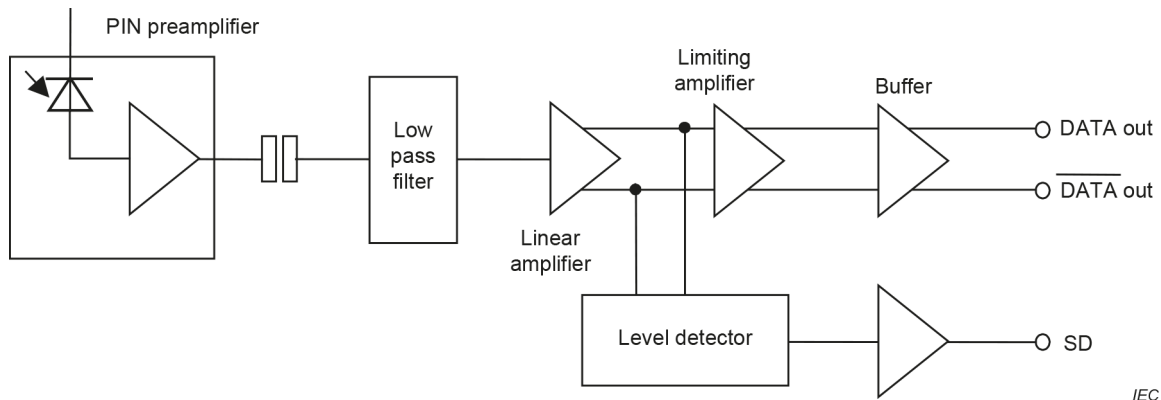 PIN preamplifier
Low
pass
filter
Linear
amplifier
Limiting
amplifier
Buffer
DATA out
DATA out
Level detector
SD
IEC